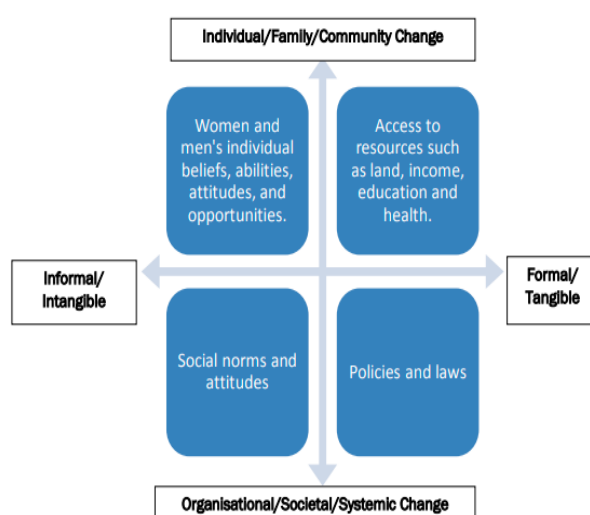 Individual/Family/Community Change
Women and
men's individual
beliefs, abilities,
attitudes, and
opportunities.
Access to
resources such
as land, income,
education and
health.
Informal/
Intangible
Formal/
Tangible
Social norms and
attitudes
Policies and laws
Organisational/Societal/Systemic Change